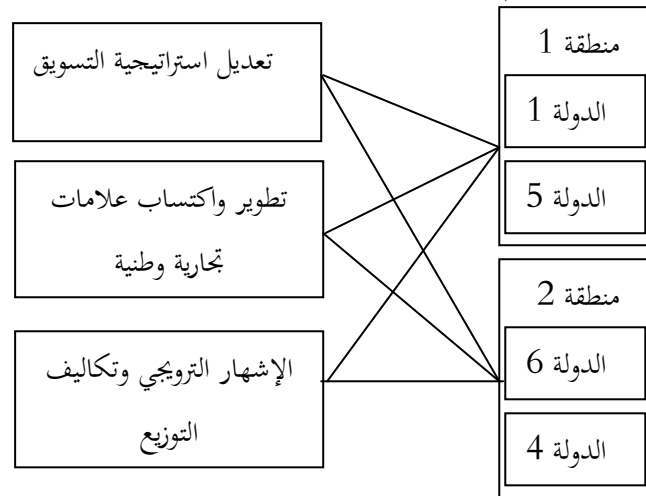 منطقة 1
الدولة 1
الدولة 5
منطقة 2
الدولة 6
الدولة 4
تعديل استراتيجية التسويق
تطوير واكتساب علامات
تجارية وطنية
الإشهار الترويجي وتكاليف
التوزيع